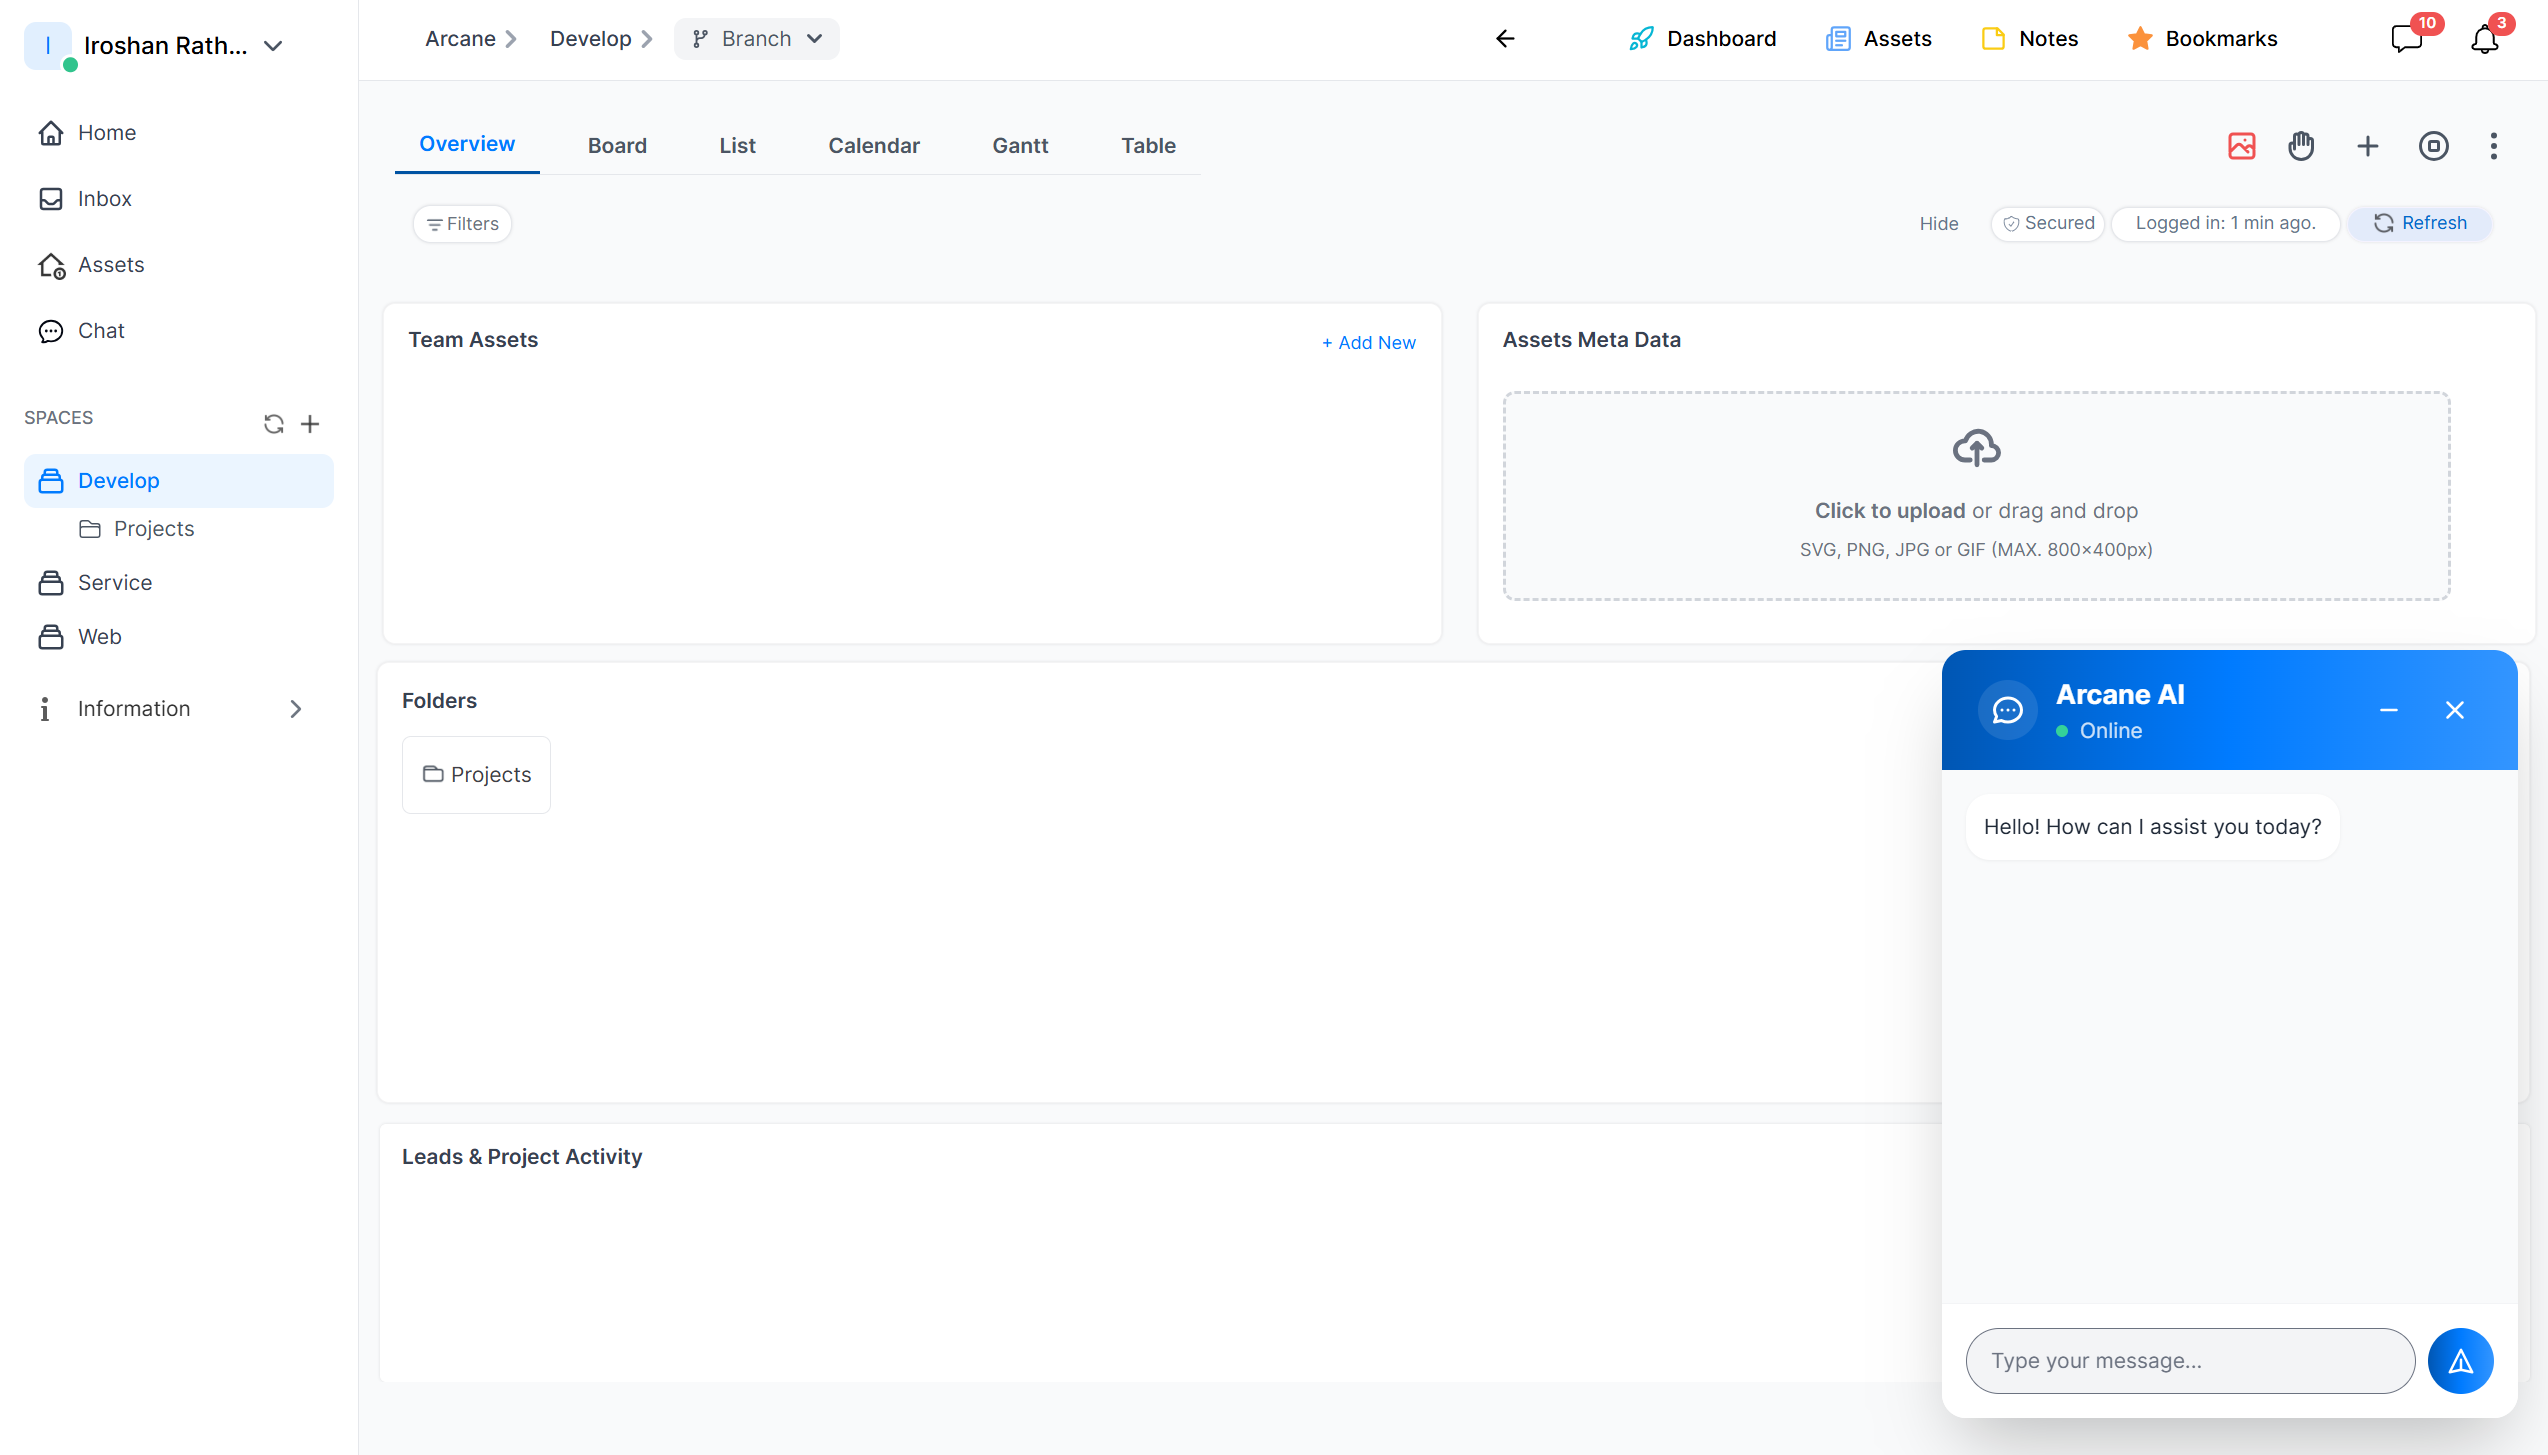 I
Iroshan Rath...
Home
Inbox
Assets
Chat
SPACES
Develop
Projects
Service
Web
Information
Arcane
Develop
Branch
Dashboard
Assets
Notes
Bookmarks
10
3
Overview
Board
List
Calendar
Gantt
Table
Filters
Hide
Secured
Logged in: 1 min ago.
Refresh
Team Assets
+ Add New
Assets Meta Data
Click to upload or drag and drop
SVG, PNG, JPG or GIF (MAX. 800×400px)
Folders
Projects
Leads & Project Activity
Arcane AI
Online
Hello! How can I assist you today?
Type your message...